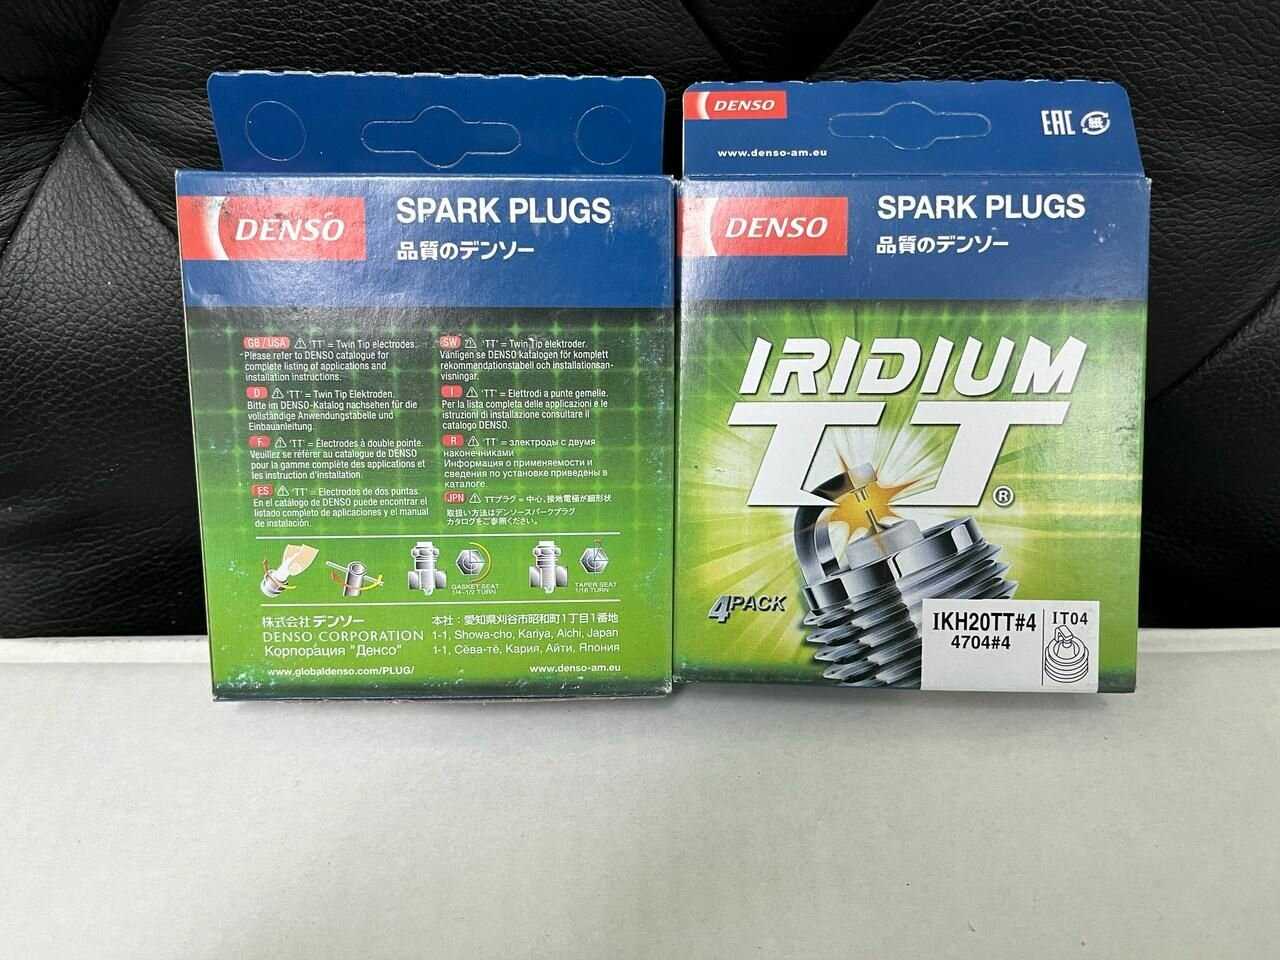 DENSO
SPARK PLUGS
品質のデンソー
GB / USA ⚠ 'TT' = Twin Tip electrodes.
Please refer to DENSO catalogue for
complete listing of applications and
installation instructions.
D ⚠ 'TT' = Twin Tip Elektroden.
Bitte im DENSO-Katalog nachsehen für die
vollständige Anwendungstabelle und
Einbauanleitung.
F ⚠ 'TT' = Électrodes à double pointe.
Veuillez se référer au catalogue de DENSO
pour la gamme complète des applications et
les instruction d'installation.
ES ⚠ 'TT' = Electrodos de dos puntas.
En el catálogo de DENSO puede encontrar el
listado completo de aplicaciones y el manual
de instalación.
SW ⚠ 'TT' = Twin Tip elektroder.
Vänligen se DENSO katalogen för komplett
rekommendationstabell och installationsan-
visningar.
I ⚠ 'TT' = Elettrodi a punte gemelle.
Per la lista completa delle applicazioni e le
istruzioni di installazione consultare il
catalogo DENSO.
R ⚠ 'TT' = электроды с двумя
наконечниками
Информация о применяемости и
сведения по установке приведены в
каталоге.
JPN ⚠ TTプラグ = 中心、接地電極が細形状
取扱い方法はデンソースパークプラグ
カタログをご参照ください。
GASKET SEAT
1/4-1/2 TURN
TAPER SEAT
1/16 TURN
株式会社デンソー
DENSO CORPORATION
Корпорация "Денсо"
本社：愛知県刈谷市昭和町1丁目1番地
1-1, Showa-cho, Kariya, Aichi, Japan
1-1, Сёва-тё, Кария, Айти, Япония
www.globaldenso.com/PLUG/
www.denso-am.eu
DENSO
www.denso-am.eu
EAC 紙
DENSO
SPARK PLUGS
品質のデンソー
IRIDIUM
TT®
4PACK
IKH20TT#4
4704#4
IT04